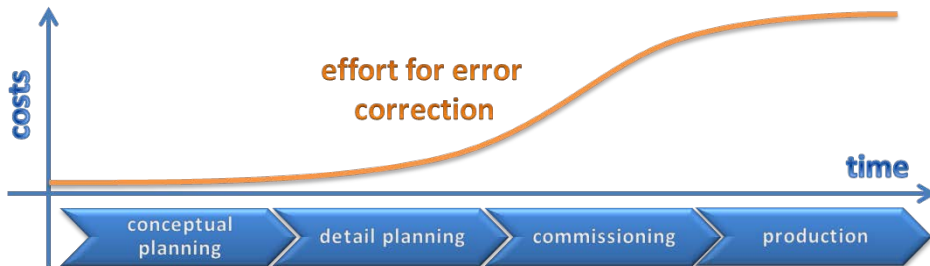 costs
effort for error
correction
time
conceptual
planning
detail planning
commissioning
production